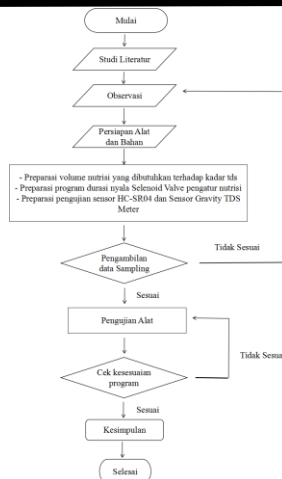 Mulai
Studi Literatur
Observasi
Persiapan Alat
dan Bahan
- Preparasi volume nutrisi yang dibutuhkan terhadap kadar tds
- Preparasi program durasi nyala Selenoid Valve pengatur nutrisi
- Preparasi pengujian sensor HC-SR04 dan Sensor Gravity TDS
Meter
Pengambilan
data Sampling
Tidak Sesuai
Sesuai
Pengujian Alat
Cek kesesuaian
program
Tidak Sesua
Sesuai
Kesimpulan
Selesai